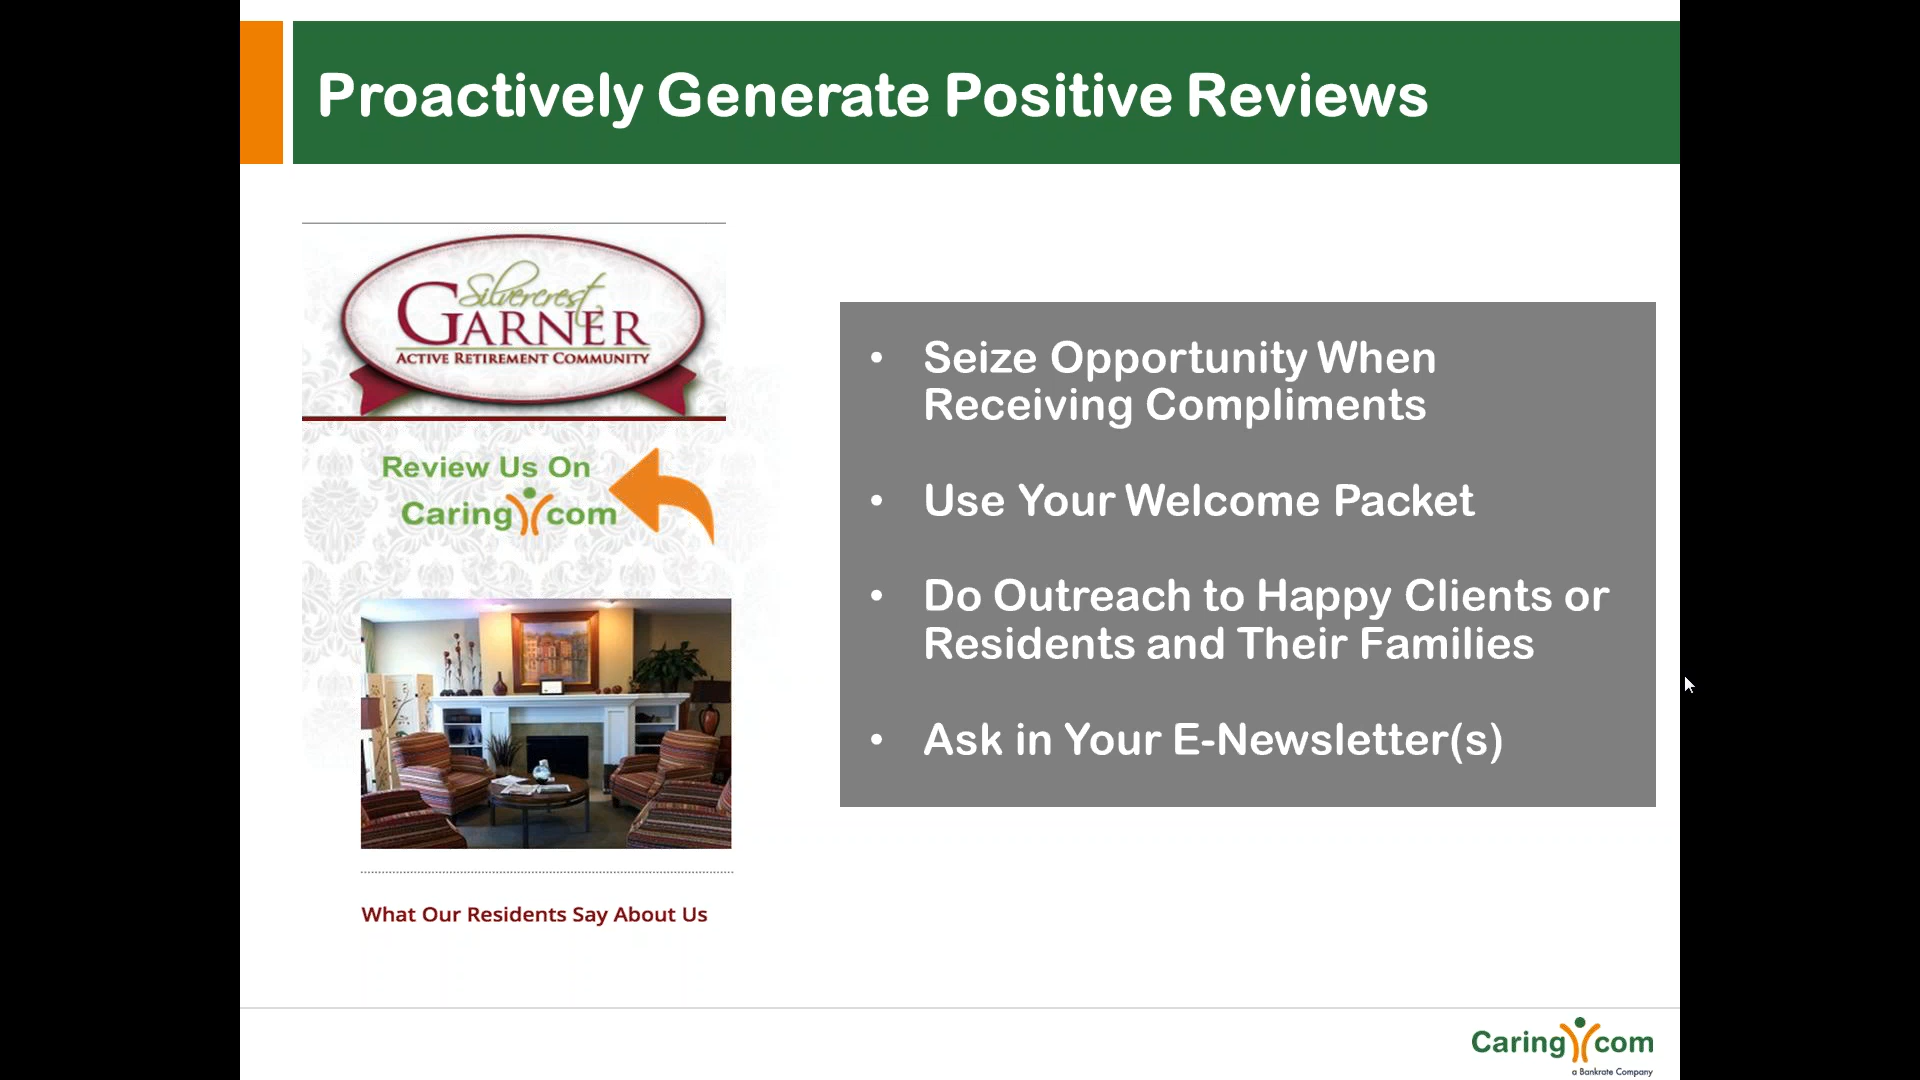 Proactively Generate Positive Reviews
Silvercrest
GARNER
ACTIVE RETIREMENT COMMUNITY
Review Us On
Caring com
What Our Residents Say About Us
• Seize Opportunity When
Receiving Compliments
• Use Your Welcome Packet
• Do Outreach to Happy Clients or
Residents and Their Families
• Ask in Your E-Newsletter(s)
Caring com
a Bankrate Company